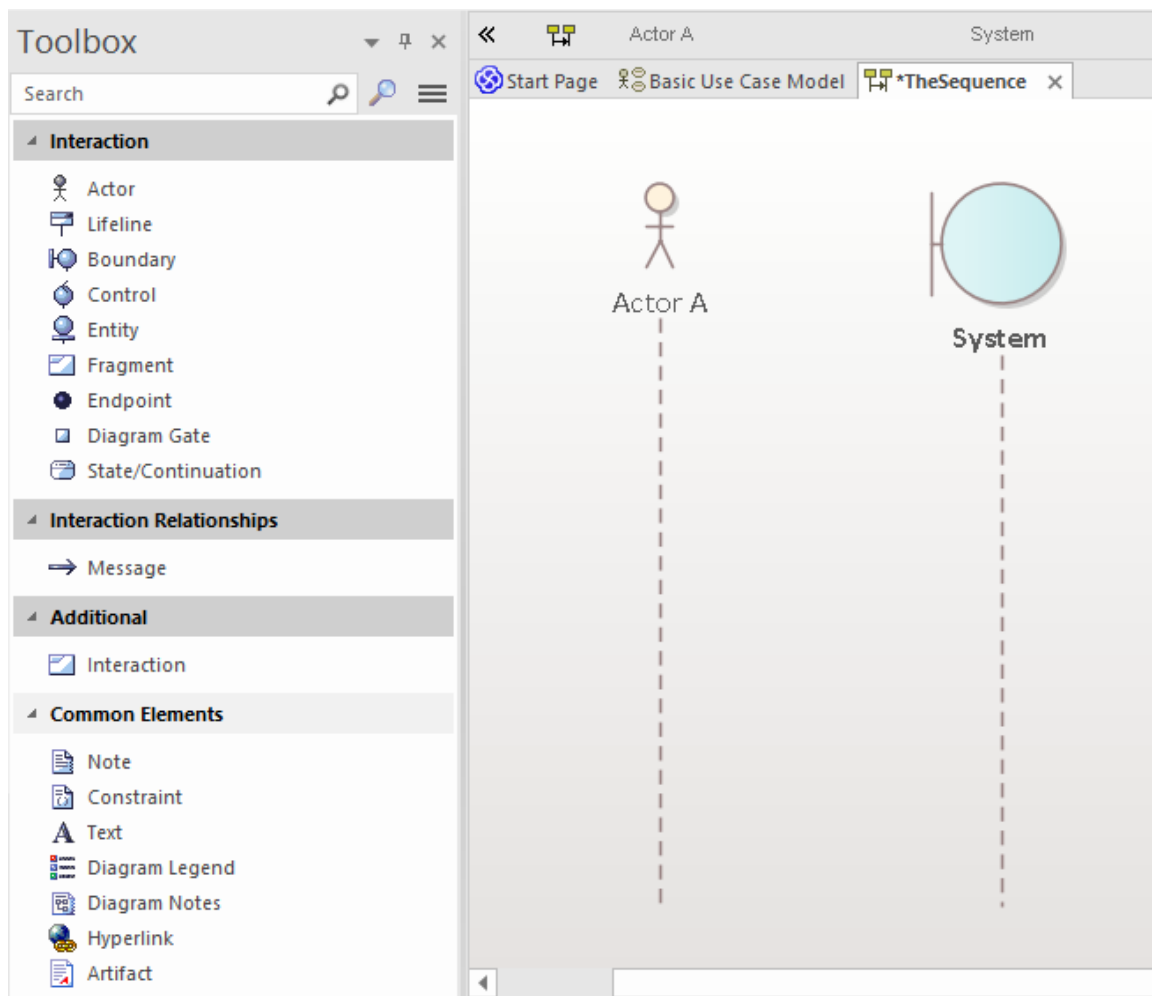 Toolbox
Search
Interaction
Actor
Lifeline
Boundary
Control
Entity
Fragment
Endpoint
Diagram Gate
State/Continuation
Interaction Relationships
Message
Additional
Interaction
Common Elements
Note
Constraint
Text
Diagram Legend
Diagram Notes
Hyperlink
Artifact
Actor A System
Start Page Basic Use Case Model *TheSequence
Actor A
System